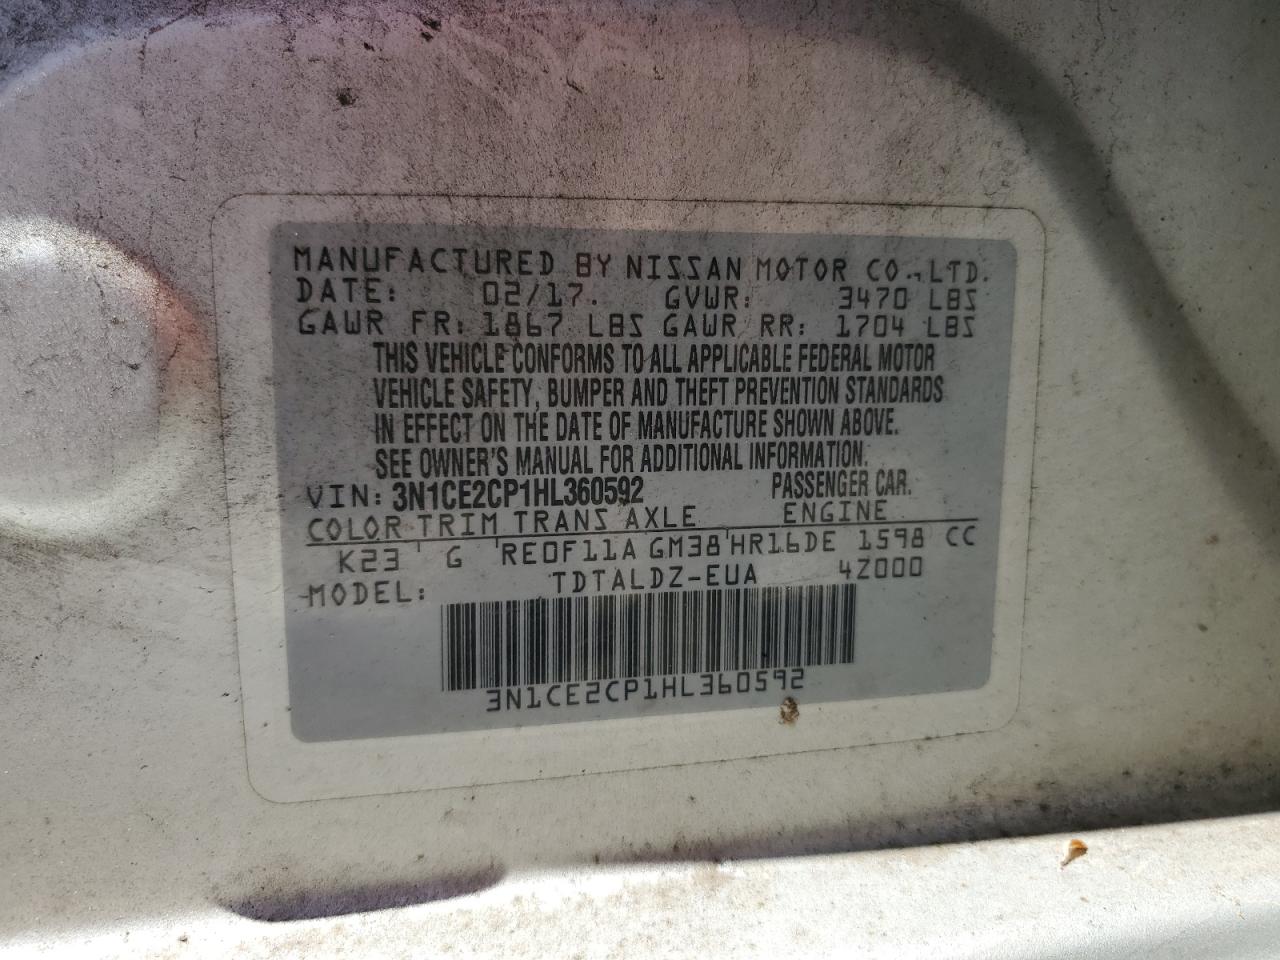 MANUFACTURED BY NISSAN MOTOR CO., LTD.
DATE: 02/17. GVWR: 3470 LBS
GAWR FR: 1867 LBS GAWR RR: 1704 LBS
THIS VEHICLE CONFORMS TO ALL APPLICABLE FEDERAL MOTOR
VEHICLE SAFETY, BUMPER AND THEFT PREVENTION STANDARDS
IN EFFECT ON THE DATE OF MANUFACTURE SHOWN ABOVE.
SEE OWNER'S MANUAL FOR ADDITIONAL INFORMATION.
VIN: 3N1CE2CP1HL360592 PASSENGER CAR.
COLOR TRIM TRANS AXLE ENGINE
K23 G RE0F11A GM38 HR16DE 1598 CC
MODEL: TDTALDZ-EUA 4Z000
3N1CE2CP1HL360592